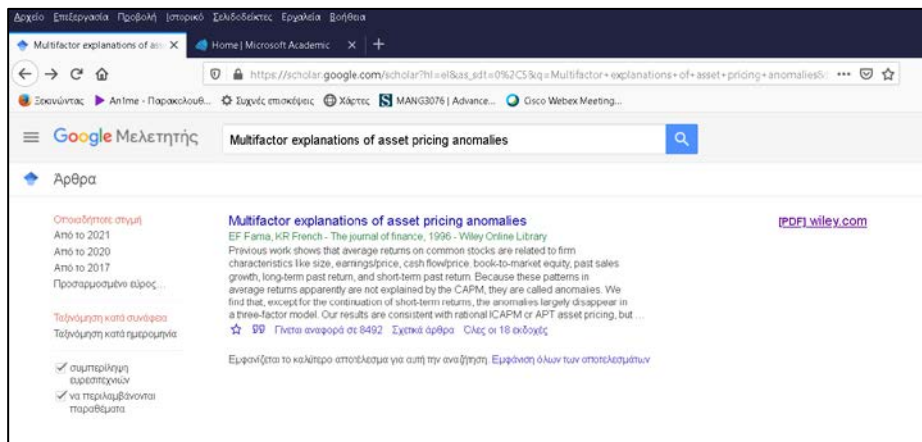 Αρχείο Επεξεργασία Προβολή Ιστορικό Σελιδοδείκτες Εργαλεία Βοήθεια
Multifactor explanations of ass
Home | Microsoft Academic
https://scholar.google.com/scholar?hl=el&as_sdt=0%2C5&q=Multifactor+explanations+of+asset+pricing+anomalies&
Ξεκινώντας Anime - Παρακολουθ... Συχνές επισκέψεις Χάρτες MANG3076 | Advance... Cisco Webex Meeting...
Google Μελετητής
Multifactor explanations of asset pricing anomalies
Άρθρα
Οποιαδήποτε στιγμή
Από το 2021
Από το 2020
Από το 2017
Προσαρμοσμένο εύρος...
Ταξινόμηση κατά συνάφεια
Ταξινόμηση κατά ημερομηνία
συμπερίληψη
ευρεσιτεχνιών
να περιλαμβάνονται
παραθέματα
Multifactor explanations of asset pricing anomalies
EF Fama, KR French - The journal of finance, 1996 - Wiley Online Library
Previous work shows that average returns on common stocks are related to firm
characteristics like size, earnings/price, cash flow/price, book-to-market equity, past sales
growth, long-term past return, and short-term past return. Because these patterns in
average returns apparently are not explained by the CAPM, they are called anomalies. We
find that, except for the continuation of short-term returns, the anomalies largely disappear in
a three-factor model. Our results are consistent with rational ICAPM or APT asset pricing, but ...
Γίνεται αναφορά σε 8492 Σχετικά άρθρα Όλες οι 18 εκδοχές
Εμφανίζεται το καλύτερο αποτέλεσμα για αυτή την αναζήτηση. Εμφάνιση όλων των αποτελεσμάτων
[PDF] wiley.com